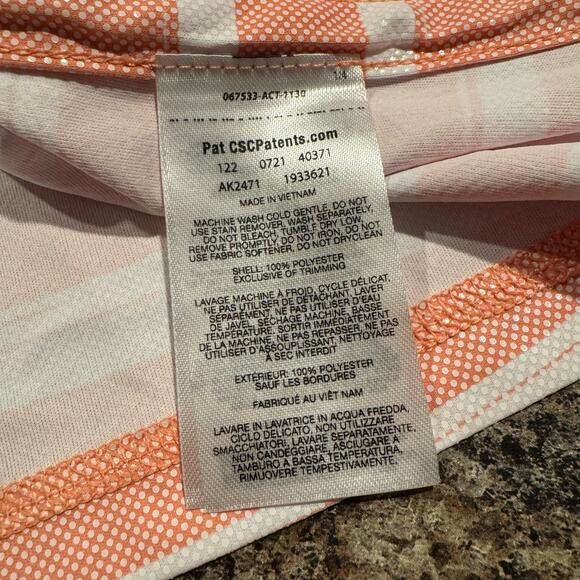 1/4
067533-ACT-1130
Pat CSCPatents.com
122 0721 40371
AK2471 1933621
MADE IN VIETNAM
MACHINE WASH COLD GENTLE, DO NOT
USE STAIN REMOVER, WASH SEPARATELY,
DO NOT BLEACH, TUMBLE DRY LOW,
REMOVE PROMPTLY, DO NOT IRON, DO NOT
USE FABRIC SOFTENER, DO NOT DRYCLEAN
SHELL: 100% POLYESTER
EXCLUSIVE OF TRIMMING
LAVAGE MACHINE À FROID, CYCLE DÉLICAT,
NE PAS UTILISER DE DÉTACHANT, LAVER
SÉPARÉMENT, NE PAS UTILISER D'EAU
DE JAVEL, SÉCHAGE MACHINE, BASSE
TEMPÉRATURE, SORTIR IMMÉDIATEMENT
DE LA MACHINE, NE PAS REPASSER, NE PAS
UTILISER D'ASSOUPLISSANT, NETTOYAGE
À SEC INTERDIT
EXTÉRIEUR: 100% POLYESTER
SAUF LES BORDURES
FABRIQUÉ AU VIÊT NAM
LAVARE IN LAVATRICE IN ACQUA FREDDA,
CICLO DELICATO, NON UTILIZZARE
SMACCHIATORI, LAVARE SEPARATAMENTE,
NON CANDEGGIARE, ASCIUGARE A
TAMBURO A BASSA TEMPERATURA,
RIMUOVERE TEMPESTIVAMENTE,